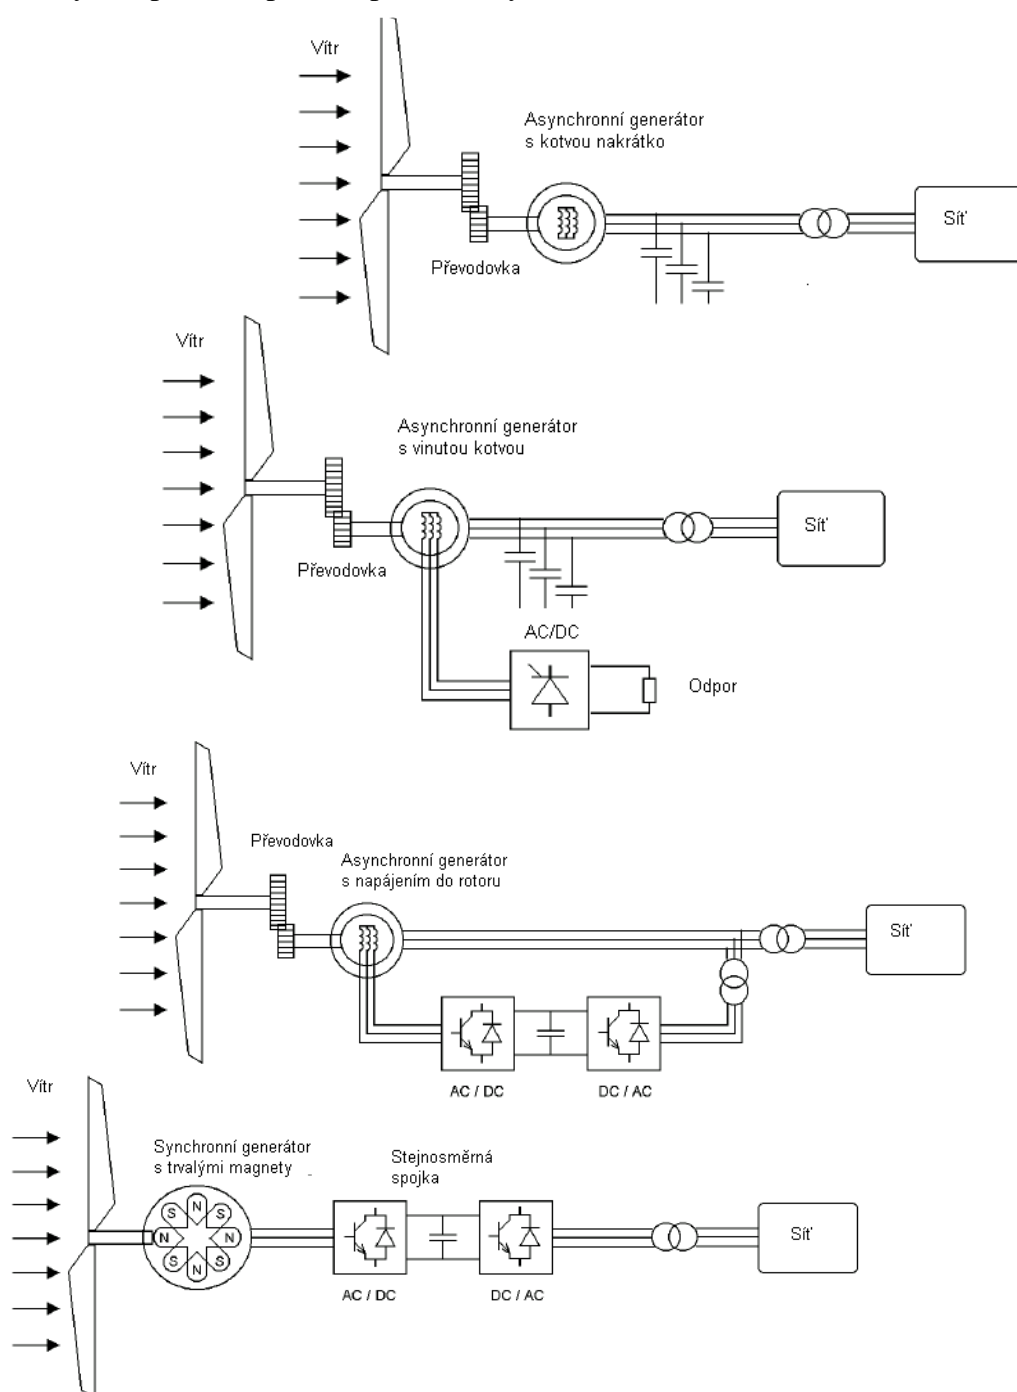 Vítr
Asynchronní generátor
s kotvou nakrátko
Síť
Převodovka
Vítr
Asynchronní generátor
s vinutou kotvou
Síť
Převodovka
AC/DC
Odpor
Vítr
Převodovka
Asynchronní generátor
s napájením do rotoru
Síť
AC / DC
DC / AC
Vítr
Synchronní generátor
s trvalými magnety
Stejnosměrná
spojka
N
S
S
N
N
S
S
N
Síť
AC / DC
DC / AC